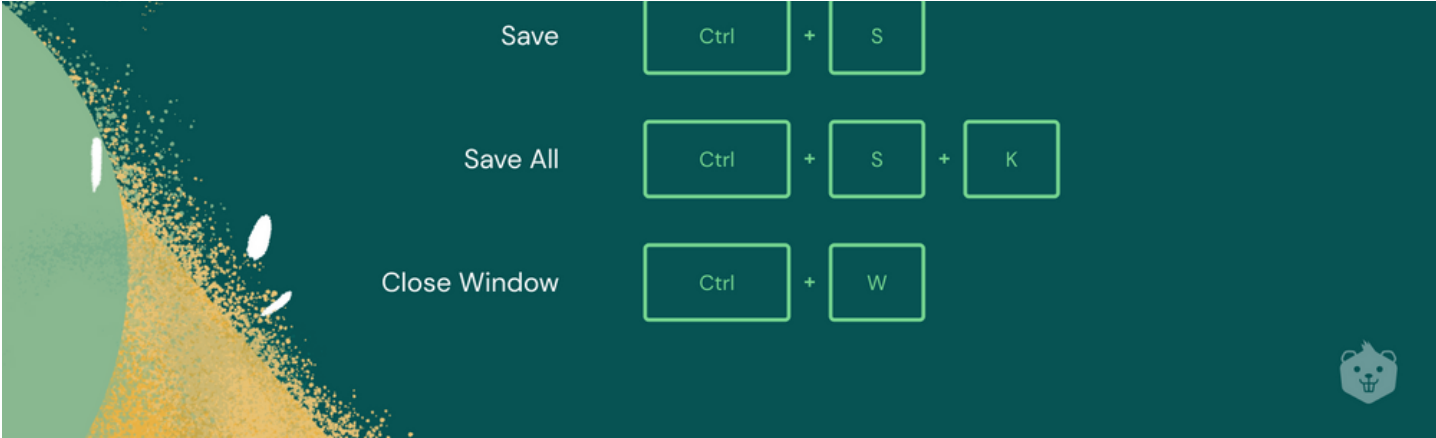 Save Ctrl + S
Save All Ctrl + S + K
Close Window Ctrl + W